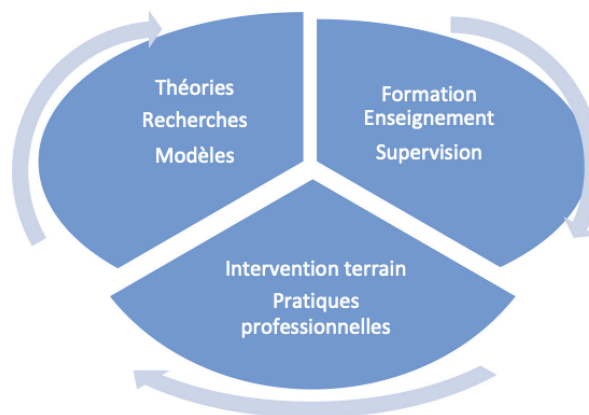 Théories
Recherches
Modèles
Formation
Enseignement
Supervision
Intervention terrain
Pratiques
professionnelles